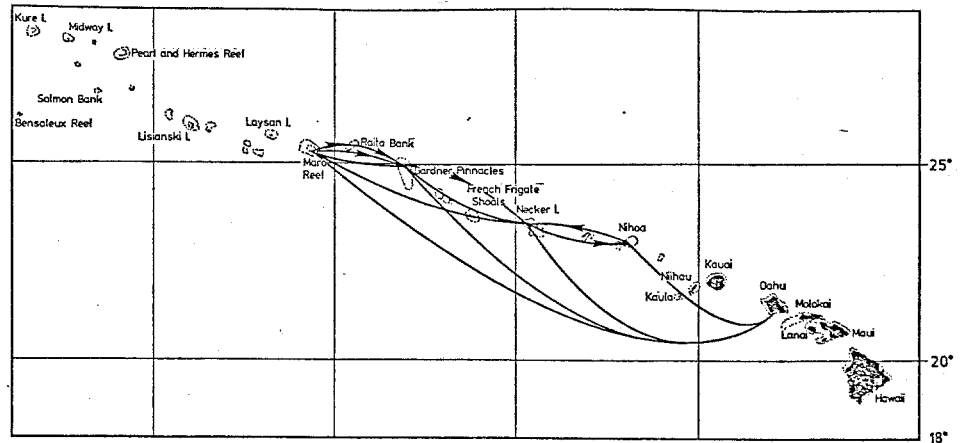 Kure I.
Midway I.
Pearl and Hermes Reef
Salmon Bank
Bensaleux Reef
Lisianski I.
Laysan I.
Raita Bank
Maro
Reef
Gardner Pinnacles
French Frigate
Shoals
Necker I.
Nihoa
Niihau
Kauai
Kaula
Oahu
Molokai
Lanai
Maui
Hawaii
25°
20°
18°